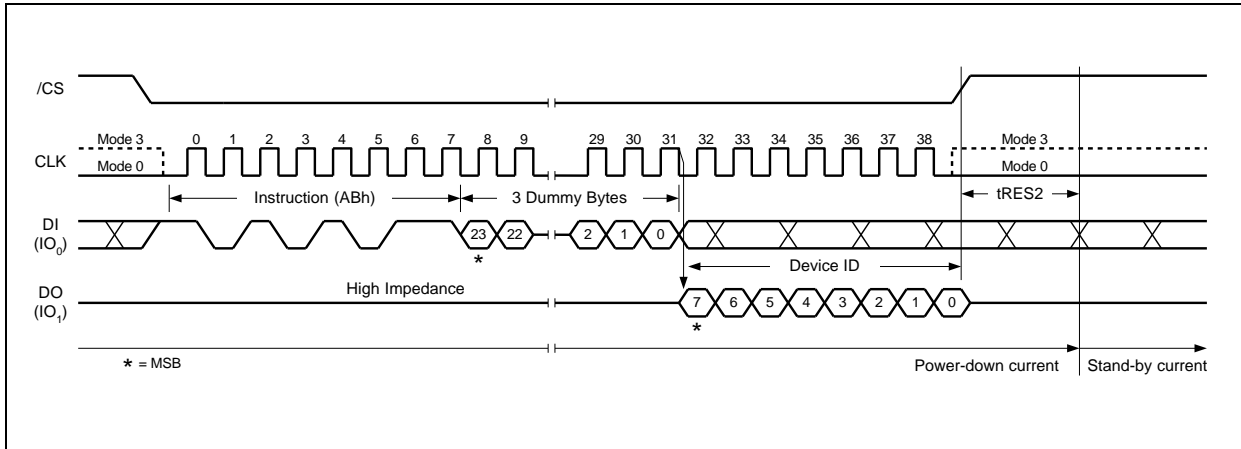 /CS
Mode 3 0 1 2 3 4 5 6 7 8 9 29 30 31 32 33 34 35 36 37 38 Mode 3
CLK Mode 0 Mode 0
Instruction (ABh) 3 Dummy Bytes tRES2
DI
(IO0) 23 22 2 1 0
*
Device ID
High Impedance
DO
(IO1) 7 6 5 4 3 2 1 0
*
* = MSB
Power-down current Stand-by current